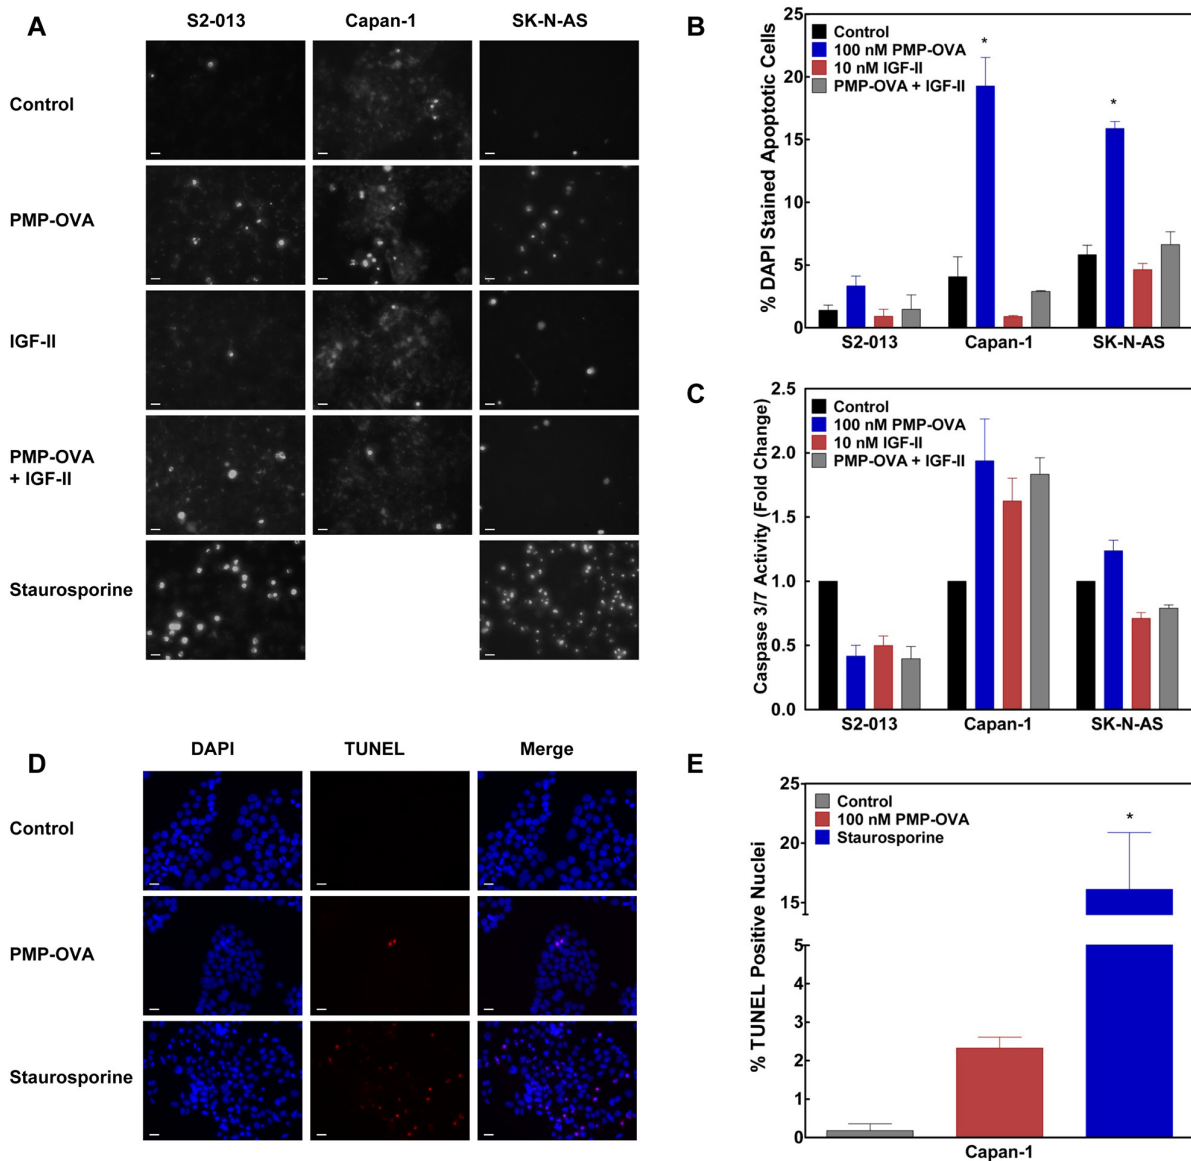 A
S2-013 Capan-1 SK-N-AS
Control
PMP-OVA
IGF-II
PMP-OVA
+ IGF-II
Staurosporine
B
% DAPI Stained Apoptotic Cells
25
20
15
10
5
0
Control
100 nM PMP-OVA
10 nM IGF-II
PMP-OVA + IGF-II
*
*
S2-013 Capan-1 SK-N-AS
C
Caspase 3/7 Activity (Fold Change)
2.5
2.0
1.5
1.0
0.5
0.0
Control
100 nM PMP-OVA
10 nM IGF-II
PMP-OVA + IGF-II
S2-013 Capan-1 SK-N-AS
D
DAPI TUNEL Merge
Control
PMP-OVA
Staurosporine
E
% TUNEL Positive Nuclei
25
20
15
5
4
3
2
1
0
Control
100 nM PMP-OVA
Staurosporine
*
Capan-1